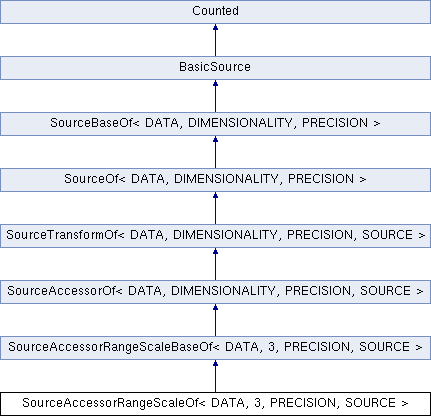 Counted
BasicSource
SourceBaseOf< DATA, DIMENSIONALITY, PRECISION >
SourceOf< DATA, DIMENSIONALITY, PRECISION >
SourceTransformOf< DATA, DIMENSIONALITY, PRECISION, SOURCE >
SourceAccessorOf< DATA, DIMENSIONALITY, PRECISION, SOURCE >
SourceAccessorRangeScaleBaseOf< DATA, 3, PRECISION, SOURCE >
SourceAccessorRangeScaleOf< DATA, 3, PRECISION, SOURCE >